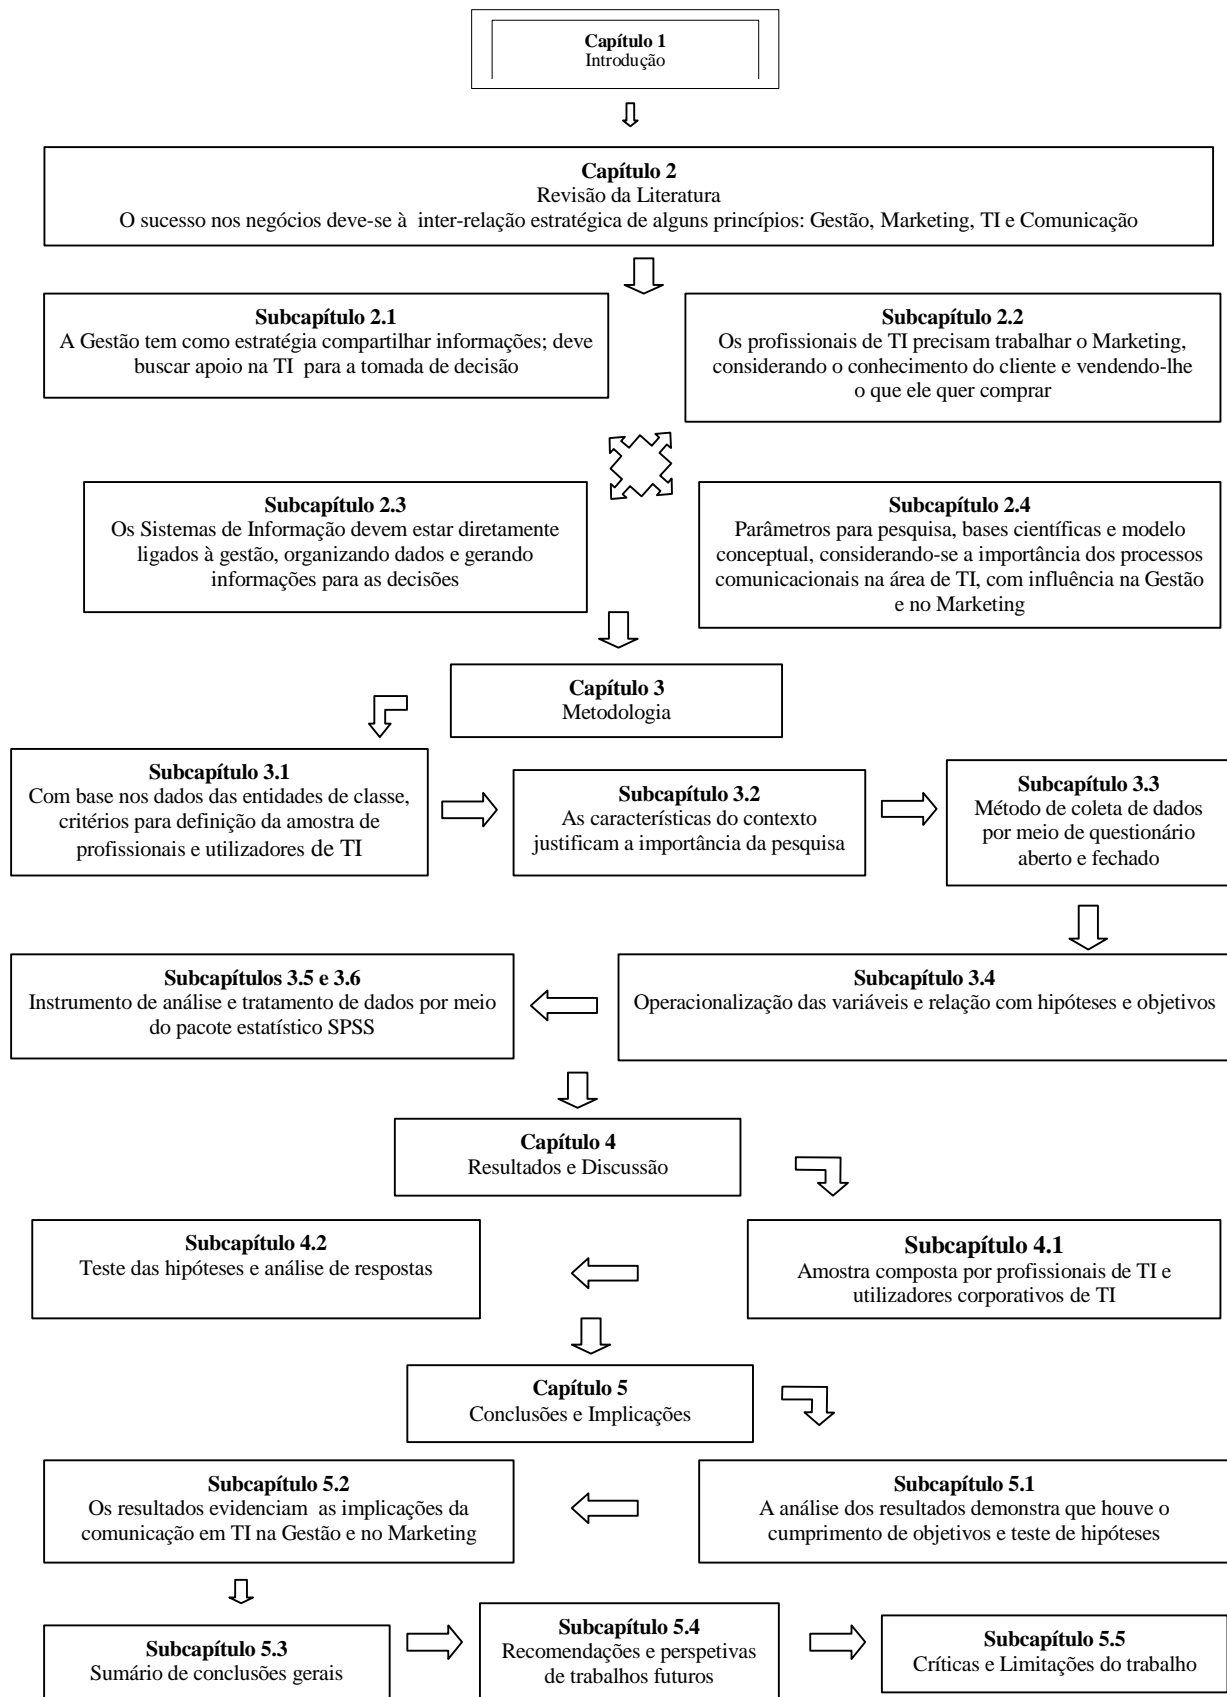 Capítulo 1
Introdução
Capítulo 2
Revisão da Literatura
O sucesso nos negócios deve-se à inter-relação estratégica de alguns princípios: Gestão, Marketing, TI e Comunicação
Subcapítulo 2.1
A Gestão tem como estratégia compartilhar informações; deve
buscar apoio na TI para a tomada de decisão
Subcapítulo 2.2
Os profissionais de TI precisam trabalhar o Marketing,
considerando o conhecimento do cliente e vendendo-lhe
o que ele quer comprar
Subcapítulo 2.3
Os Sistemas de Informação devem estar diretamente
ligados à gestão, organizando dados e gerando
informações para as decisões
Subcapítulo 2.4
Parâmetros para pesquisa, bases científicas e modelo
conceptual, considerando-se a importância dos processos
comunicacionais na área de TI, com influência na Gestão
e no Marketing
Capítulo 3
Metodologia
Subcapítulo 3.1
Com base nos dados das entidades de classe,
critérios para definição da amostra de
profissionais e utilizadores de TI
Subcapítulo 3.2
As características do contexto
justificam a importância da pesquisa
Subcapítulo 3.3
Método de coleta de dados
por meio de questionário
aberto e fechado
Subcapítulo 3.4
Operacionalização das variáveis e relação com hipóteses e objetivos
Subcapítulos 3.5 e 3.6
Instrumento de análise e tratamento de dados por meio
do pacote estatístico SPSS
Capítulo 4
Resultados e Discussão
Subcapítulo 4.1
Amostra composta por profissionais de TI e
utilizadores corporativos de TI
Subcapítulo 4.2
Teste das hipóteses e análise de respostas
Capítulo 5
Conclusões e Implicações
Subcapítulo 5.1
A análise dos resultados demonstra que houve o
cumprimento de objetivos e teste de hipóteses
Subcapítulo 5.2
Os resultados evidenciam as implicações da
comunicação em TI na Gestão e no Marketing
Subcapítulo 5.3
Sumário de conclusões gerais
Subcapítulo 5.4
Recomendações e perspetivas
de trabalhos futuros
Subcapítulo 5.5
Críticas e Limitações do trabalho